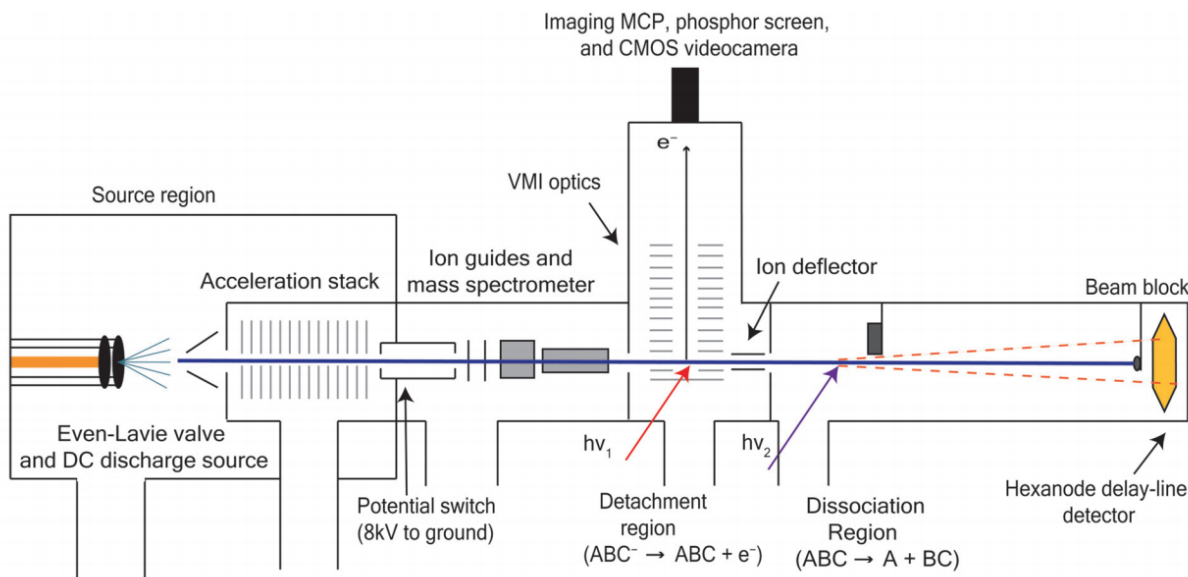 Imaging MCP, phosphor screen,
and CMOS videocamera
e⁻
VMI optics
Source region
Ion guides and
mass spectrometer
Ion deflector
Acceleration stack
Beam block
Even-Lavie valve
and DC discharge source
hν₁
hν₂
Potential switch
(8kV to ground)
Detachment
region
(ABC⁻ → ABC + e⁻)
Dissociation
Region
(ABC → A + BC)
Hexanode delay-line
detector